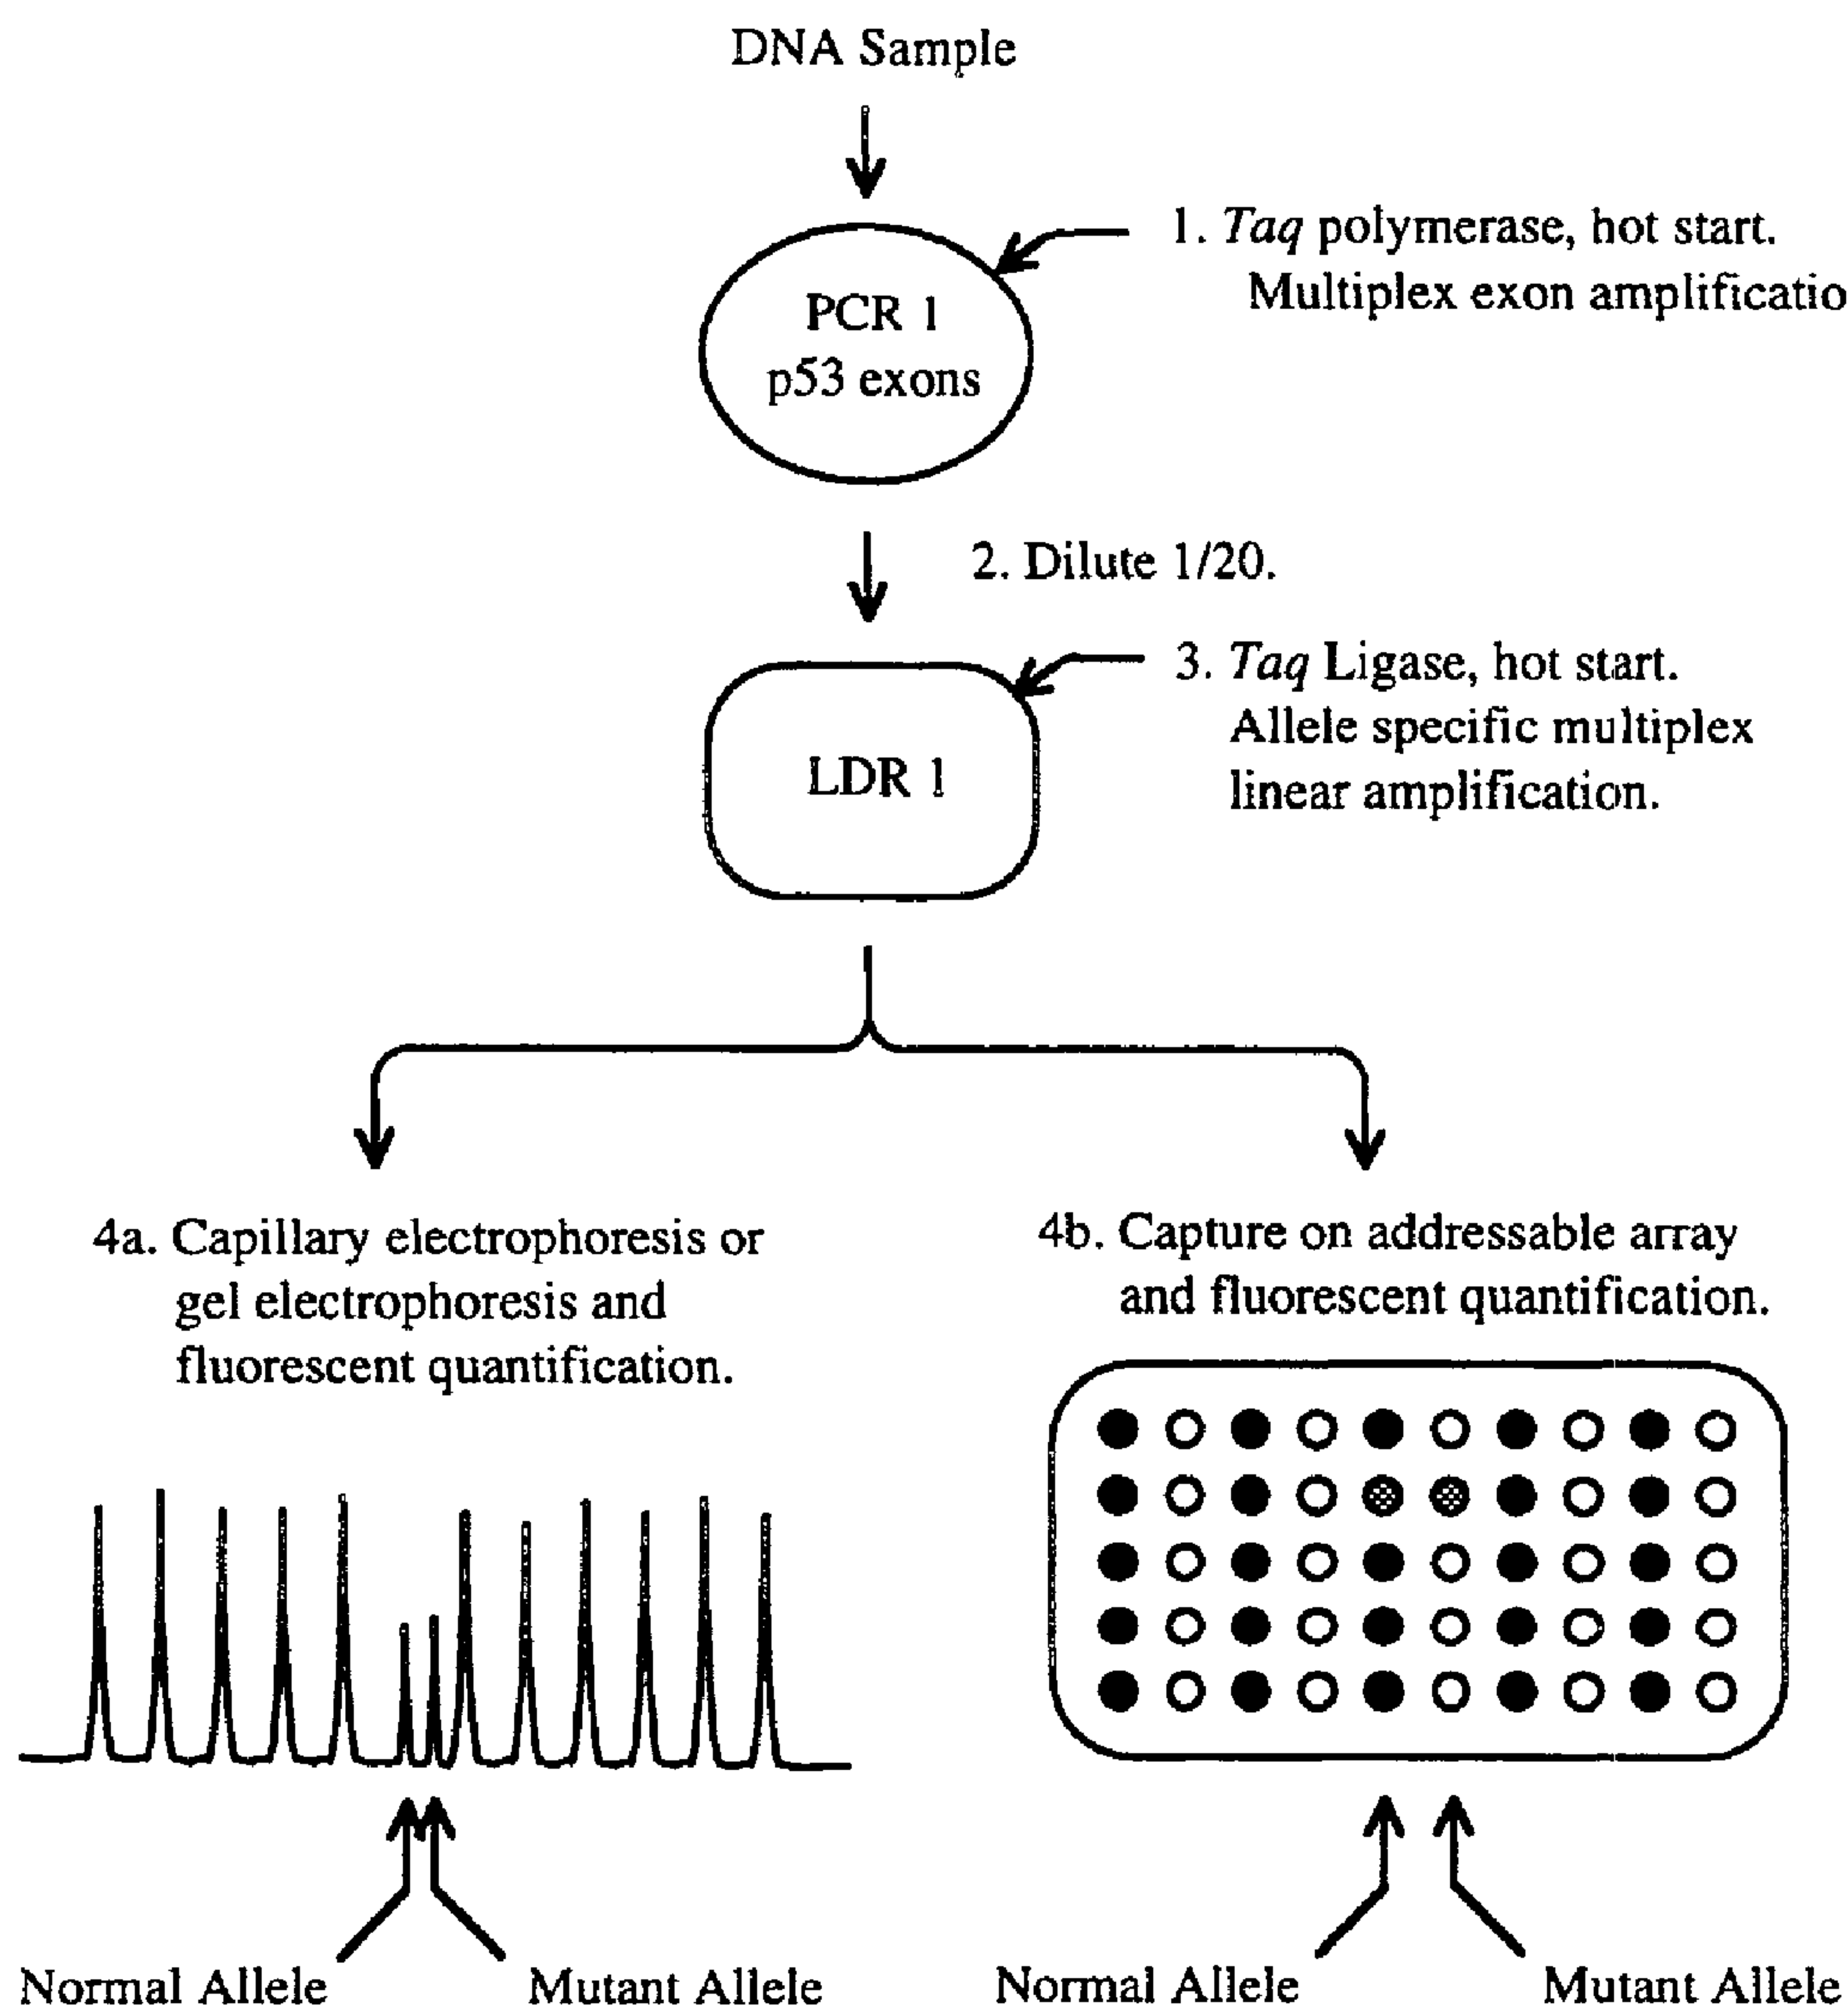 DNA Sample
1. Taq polymerase, hot start.
Multiplex exon amplificatio
PCR 1
p53 exons
2. Dilute 1/20.
3. Taq Ligase, hot start.
Allele specific multiplex
linear amplification.
LDR 1
4a. Capillary electrophoresis or
gel electrophoresis and
fluorescent quantification.
4b. Capture on addressable array
and fluorescent quantification.
Normal Allele
Mutant Allele
Normal Allele
Mutant Allele